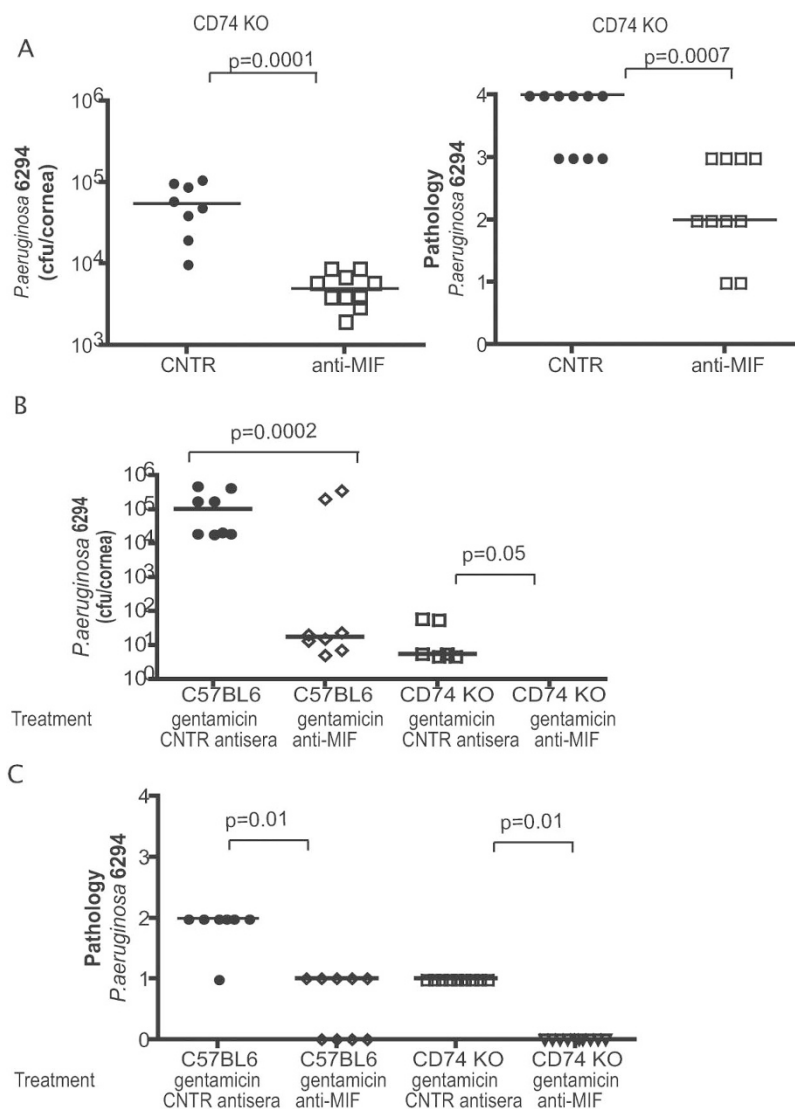 A
CD74 KO
p=0.0001
P.aeruginosa 6294
(cfu/cornea)
10^6
10^5
10^4
10^3
CNTR
anti-MIF
CD74 KO
p=0.0007
Pathology
P.aeruginosa 6294
4
3
2
1
0
CNTR
anti-MIF
B
p=0.0002
p=0.05
P.aeruginosa 6294
(cfu/cornea)
10^6
10^5
10^4
10^2
10^1
10^0
C57BL6 C57BL6 CD74 KO CD74 KO
Treatment gentamicin gentamicin gentamicin gentamicin
CNTR antisera anti-MIF CNTR antisera anti-MIF
C
p=0.01
p=0.01
Pathology
P.aeruginosa 6294
4
3
2
1
0
C57BL6 C57BL6 CD74 KO CD74 KO
Treatment gentamicin gentamicin gentamicin gentamicin
CNTR antisera anti-MIF CNTR antisera anti-MIF